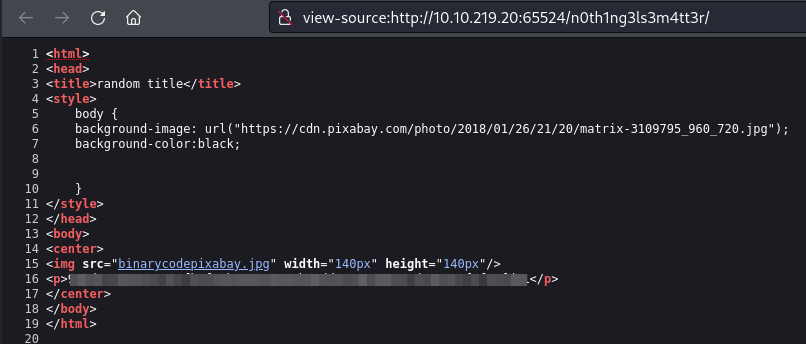 view-source:http://10.10.219.20:65524/n0th1ng3ls3m4tt3r/
1 <html>
2 <head>
3 <title>random title</title>
4 <style>
5 body {
6 background-image: url("https://cdn.pixabay.com/photo/2018/01/26/21/20/matrix-3109795_960_720.jpg");
7 background-color:black;
8
9
10 }
11 </style>
12 </head>
13 <body>
14 <center>
15 <img src="binarycodepixabay.jpg" width="140px" height="140px"/>
16 <p></p>
17 </center>
18 </body>
19 </html>
20